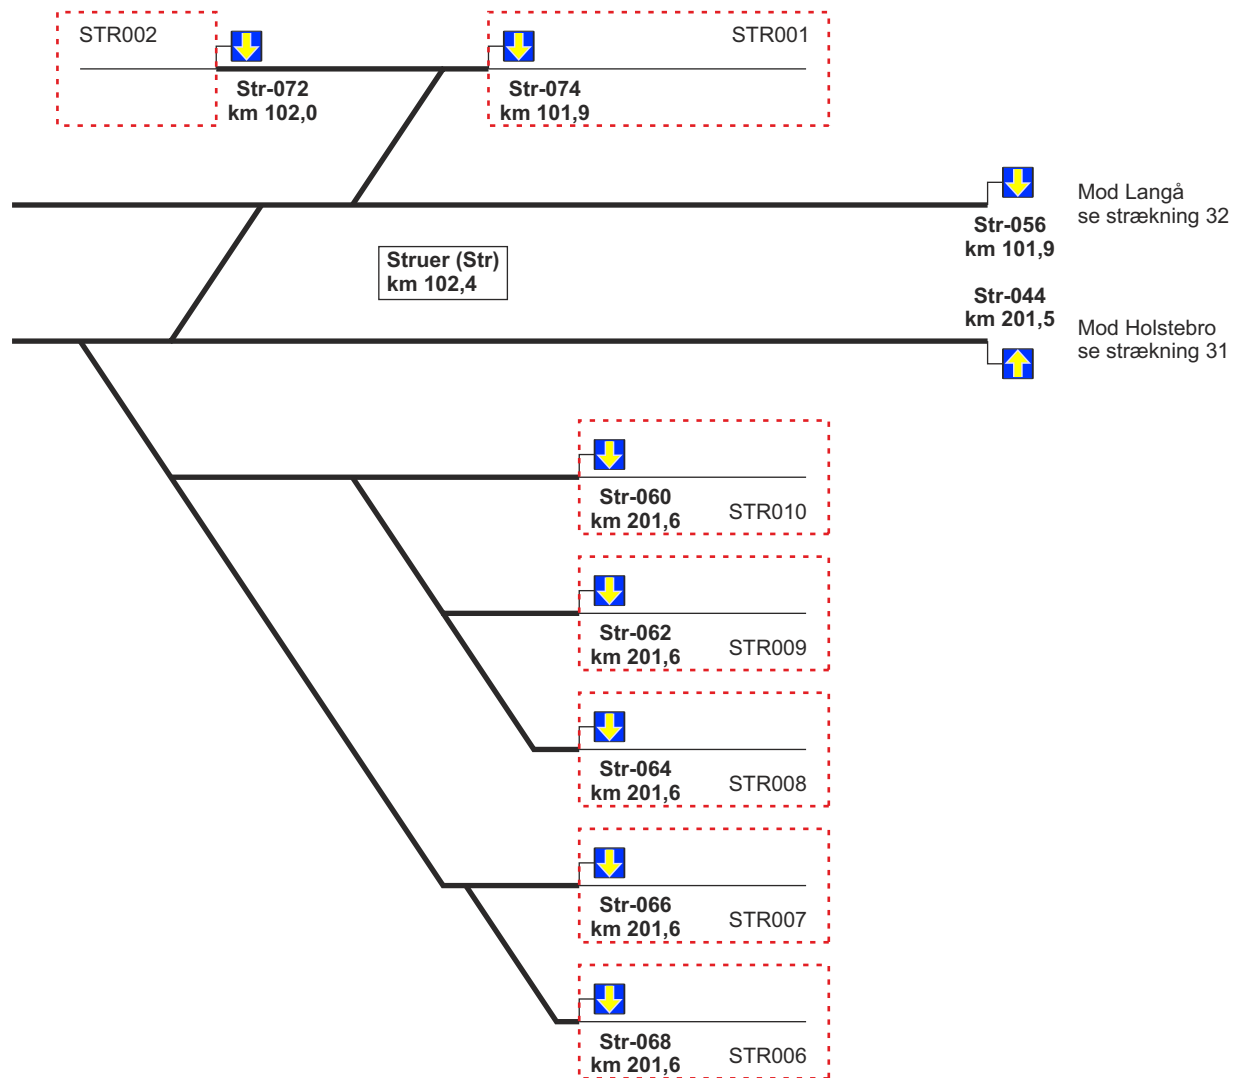 STR002
STR001
Str-072
km 102,0
Str-074
km 101,9
Mod Langå
se strækning 32
Str-056
km 101,9
Struer (Str)
km 102,4
Str-044
km 201,5
Mod Holstebro
se strækning 31
Str-060
km 201,6
STR010
Str-062
km 201,6
STR009
Str-064
km 201,6
STR008
Str-066
km 201,6
STR007
Str-068
km 201,6
STR006